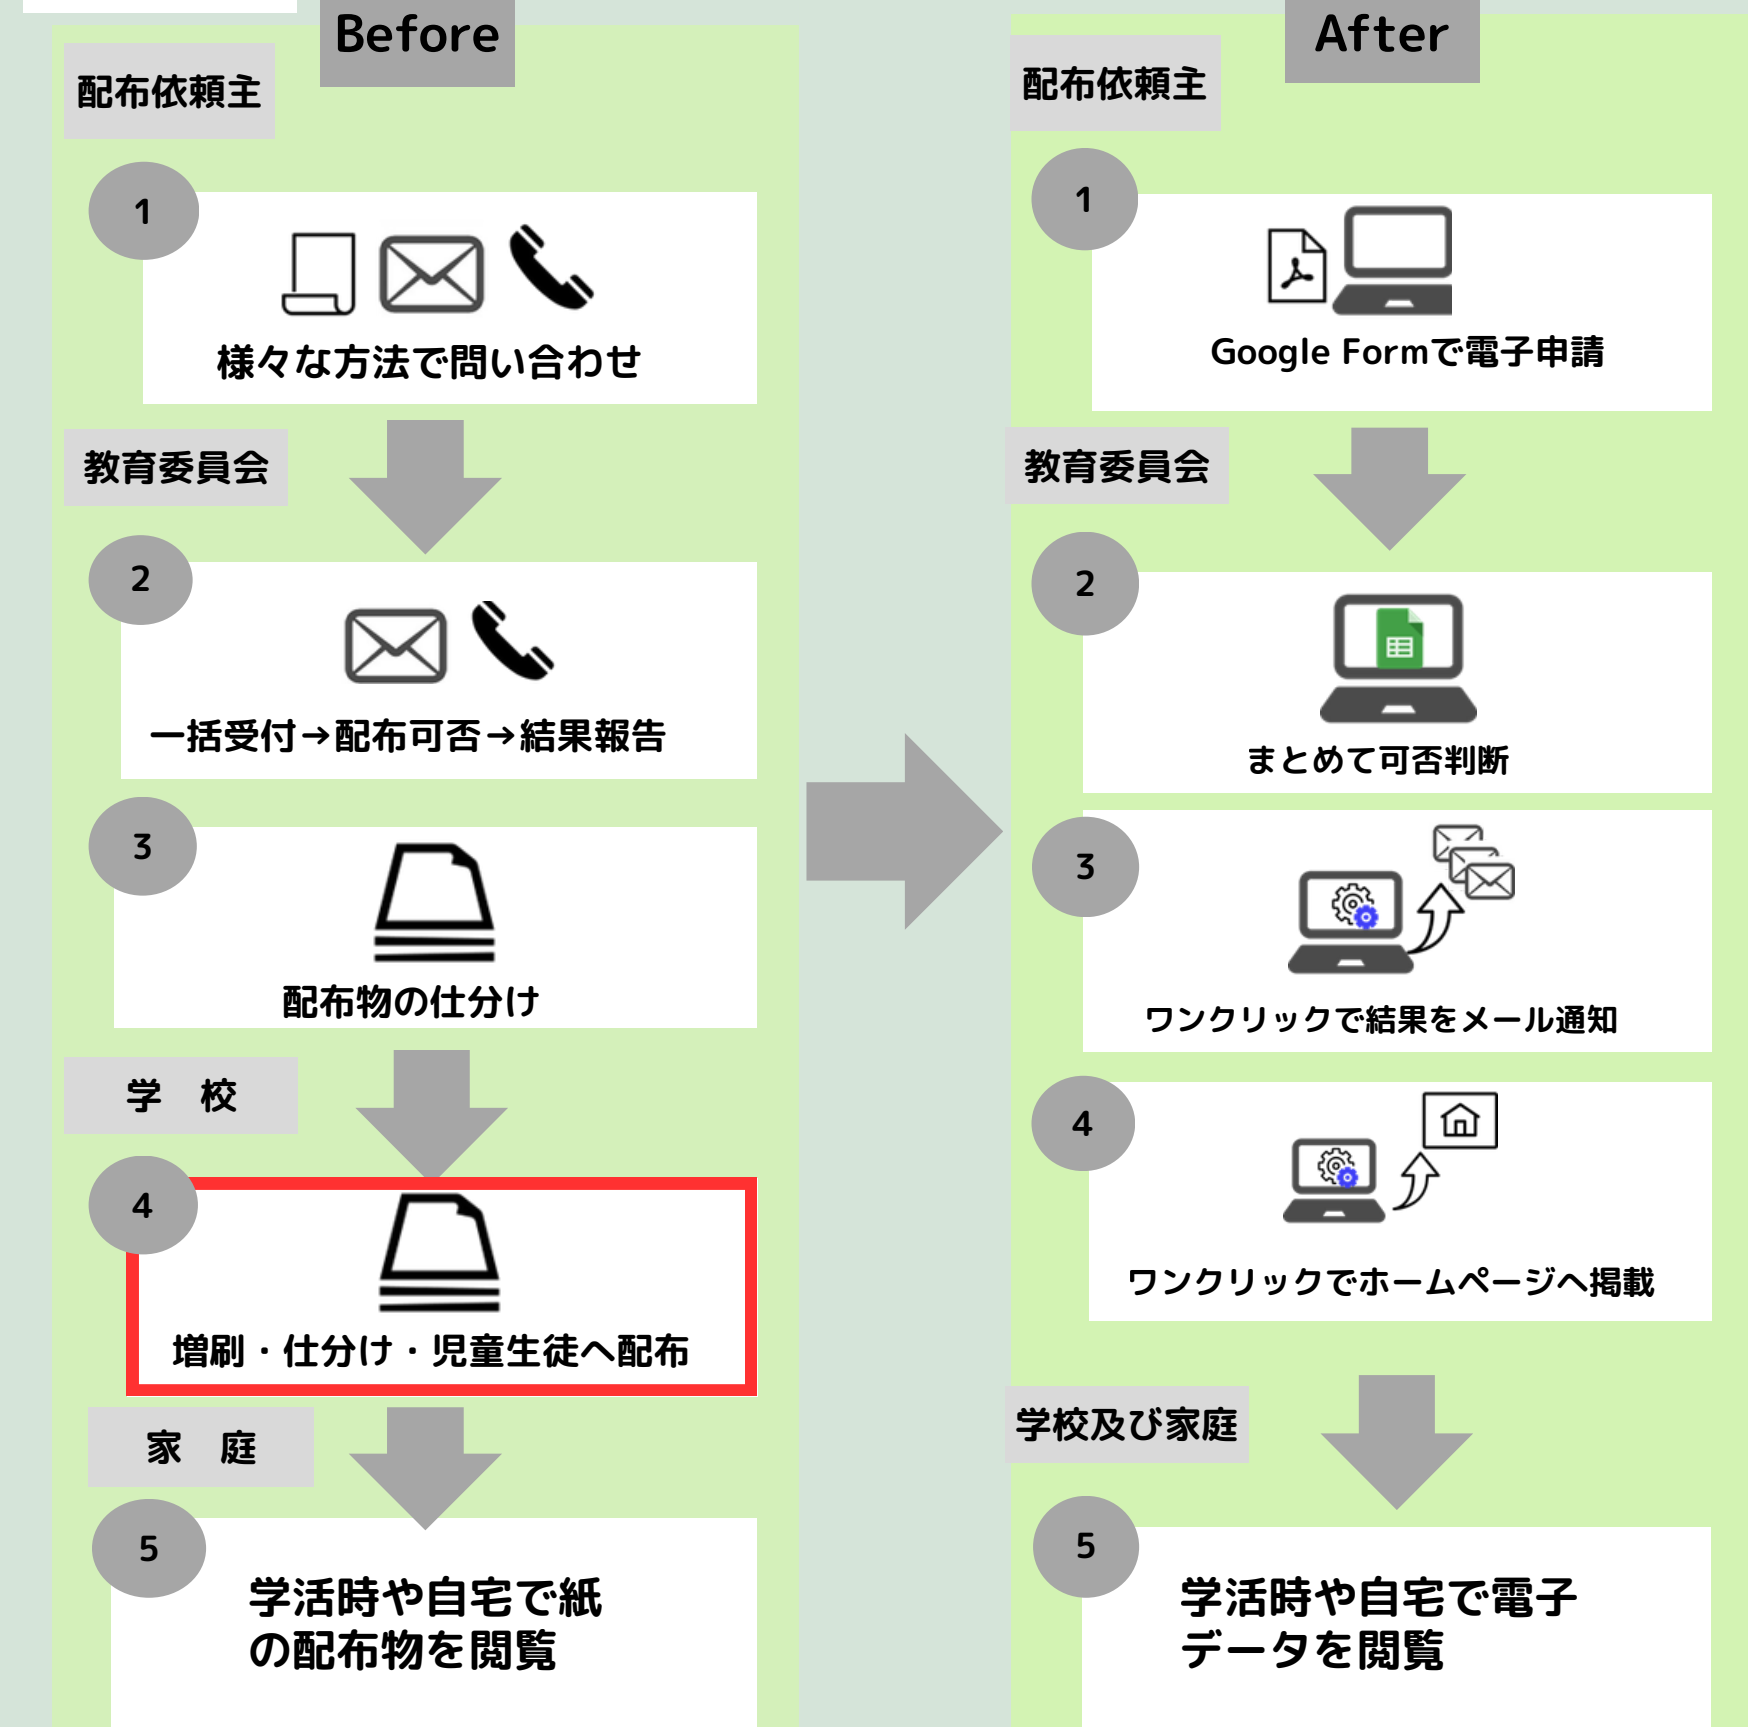 Before
配布依頼主
1
様々な方法で問い合わせ
教育委員会
2
一括受付→配布可否→結果報告
3
配布物の仕分け
学　校
4
増刷・仕分け・児童生徒へ配布
家　庭
5
学活時や自宅で紙
の配布物を閲覧
After
配布依頼主
1
Google Formで電子申請
教育委員会
2
まとめて可否判断
3
ワンクリックで結果をメール通知
4
ワンクリックでホームページへ掲載
学校及び家庭
5
学活時や自宅で電子
データを閲覧